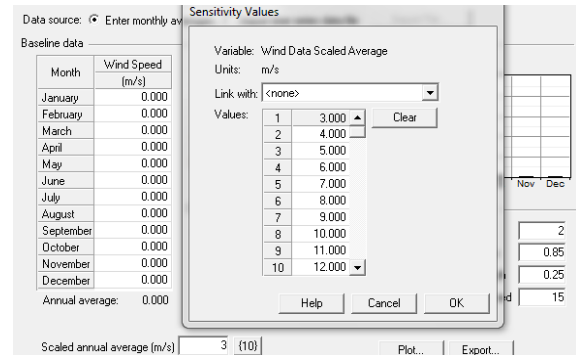 Data source: Enter monthly av
Baseline data
Month Wind Speed
(m/s)
January 0.000
February 0.000
March 0.000
April 0.000
May 0.000
June 0.000
July 0.000
August 0.000
September 0.000
October 0.000
November 0.000
December 0.000
Annual average: 0.000
Scaled annual average (m/s) 3 {10}
Sensitivity Values
Variable: Wind Data Scaled Average
Units: m/s
Link with: <none>
Values: Clear
1 3.000
2 4.000
3 5.000
4 6.000
5 7.000
6 8.000
7 9.000
8 10.000
9 11.000
10 12.000
Help Cancel OK
Nov Dec
2
0.85
0.25
d 15
Plot... Export...